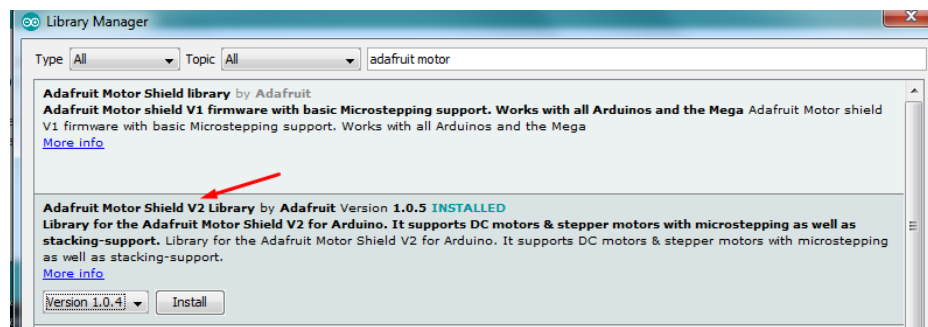 Library Manager
Type All Topic All adafruit motor
Adafruit Motor Shield library by Adafruit
Adafruit Motor shield V1 firmware with basic Microstepping support. Works with all Arduinos and the Mega Adafruit Motor shield
V1 firmware with basic Microstepping support. Works with all Arduinos and the Mega
More info
Adafruit Motor Shield V2 Library by Adafruit Version 1.0.5 INSTALLED
Library for the Adafruit Motor Shield V2 for Arduino. It supports DC motors & stepper motors with microstepping as well as
stacking-support. Library for the Adafruit Motor Shield V2 for Arduino. It supports DC motors & stepper motors with microstepping
as well as stacking-support.
More info
Version 1.0.4 Install